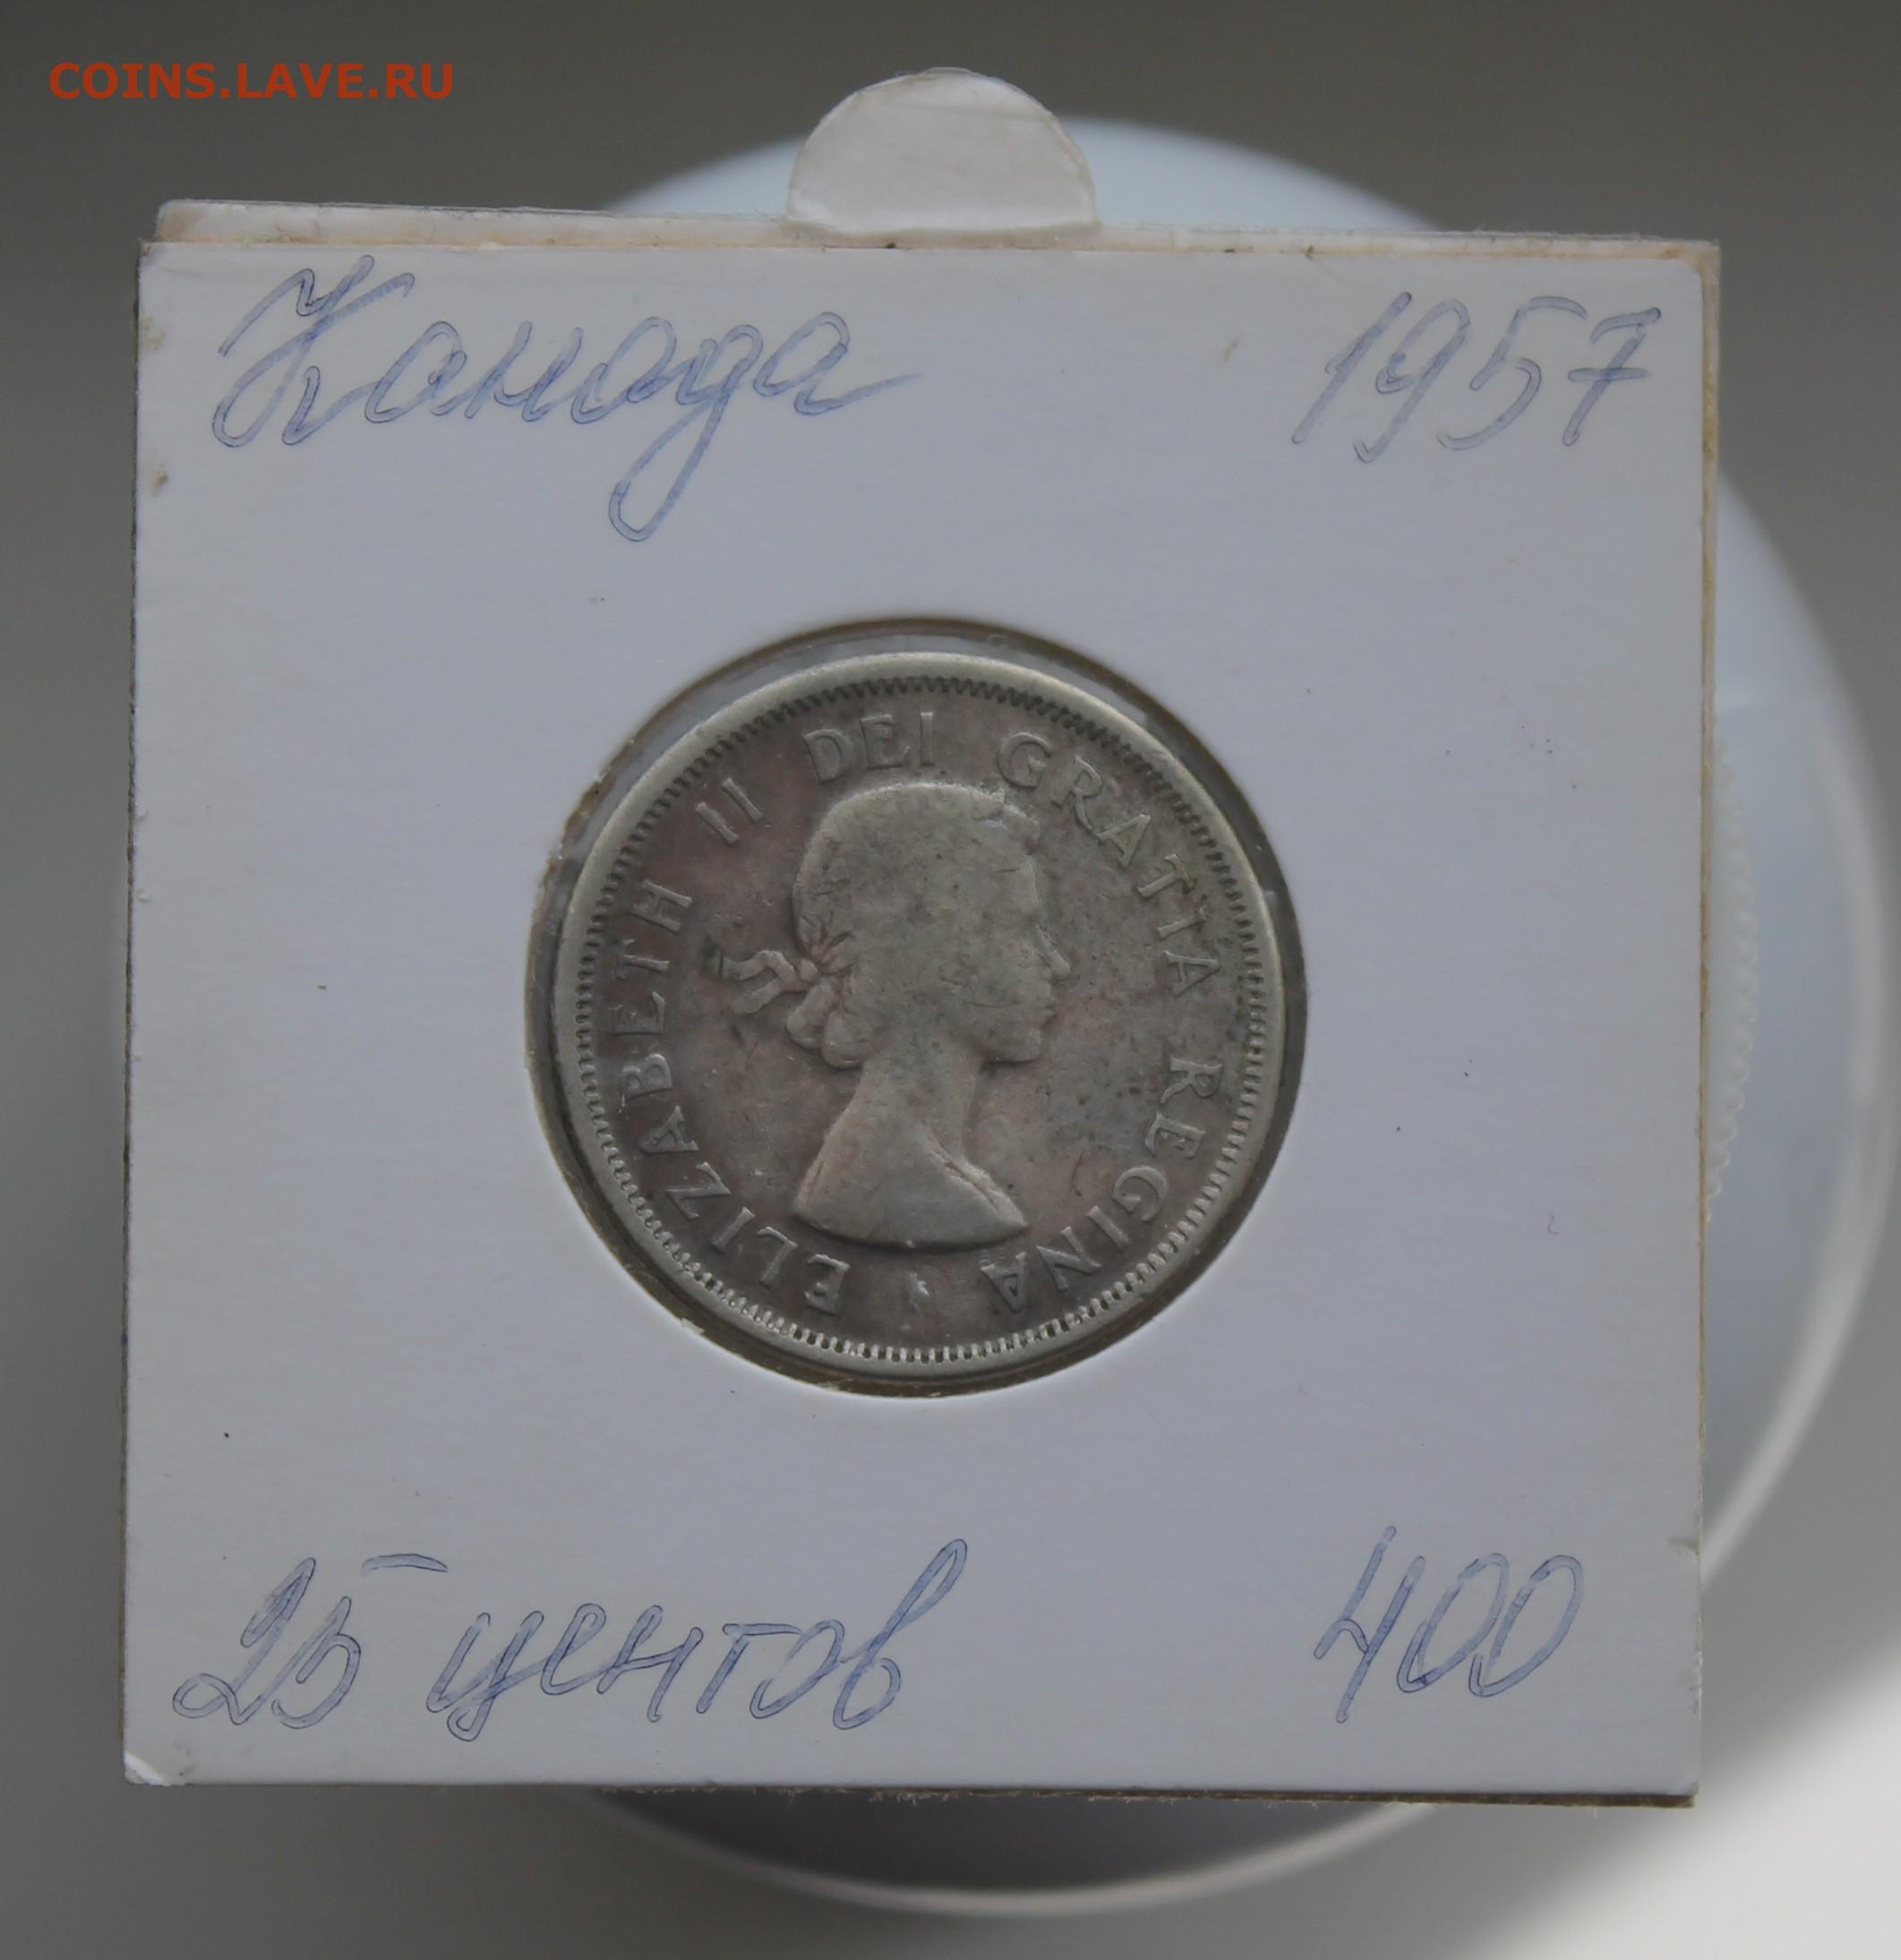 COINS.LAVE.RU
Канада 1957
ELIZABETH II DEI GRATIA REGINA
25 центов 400